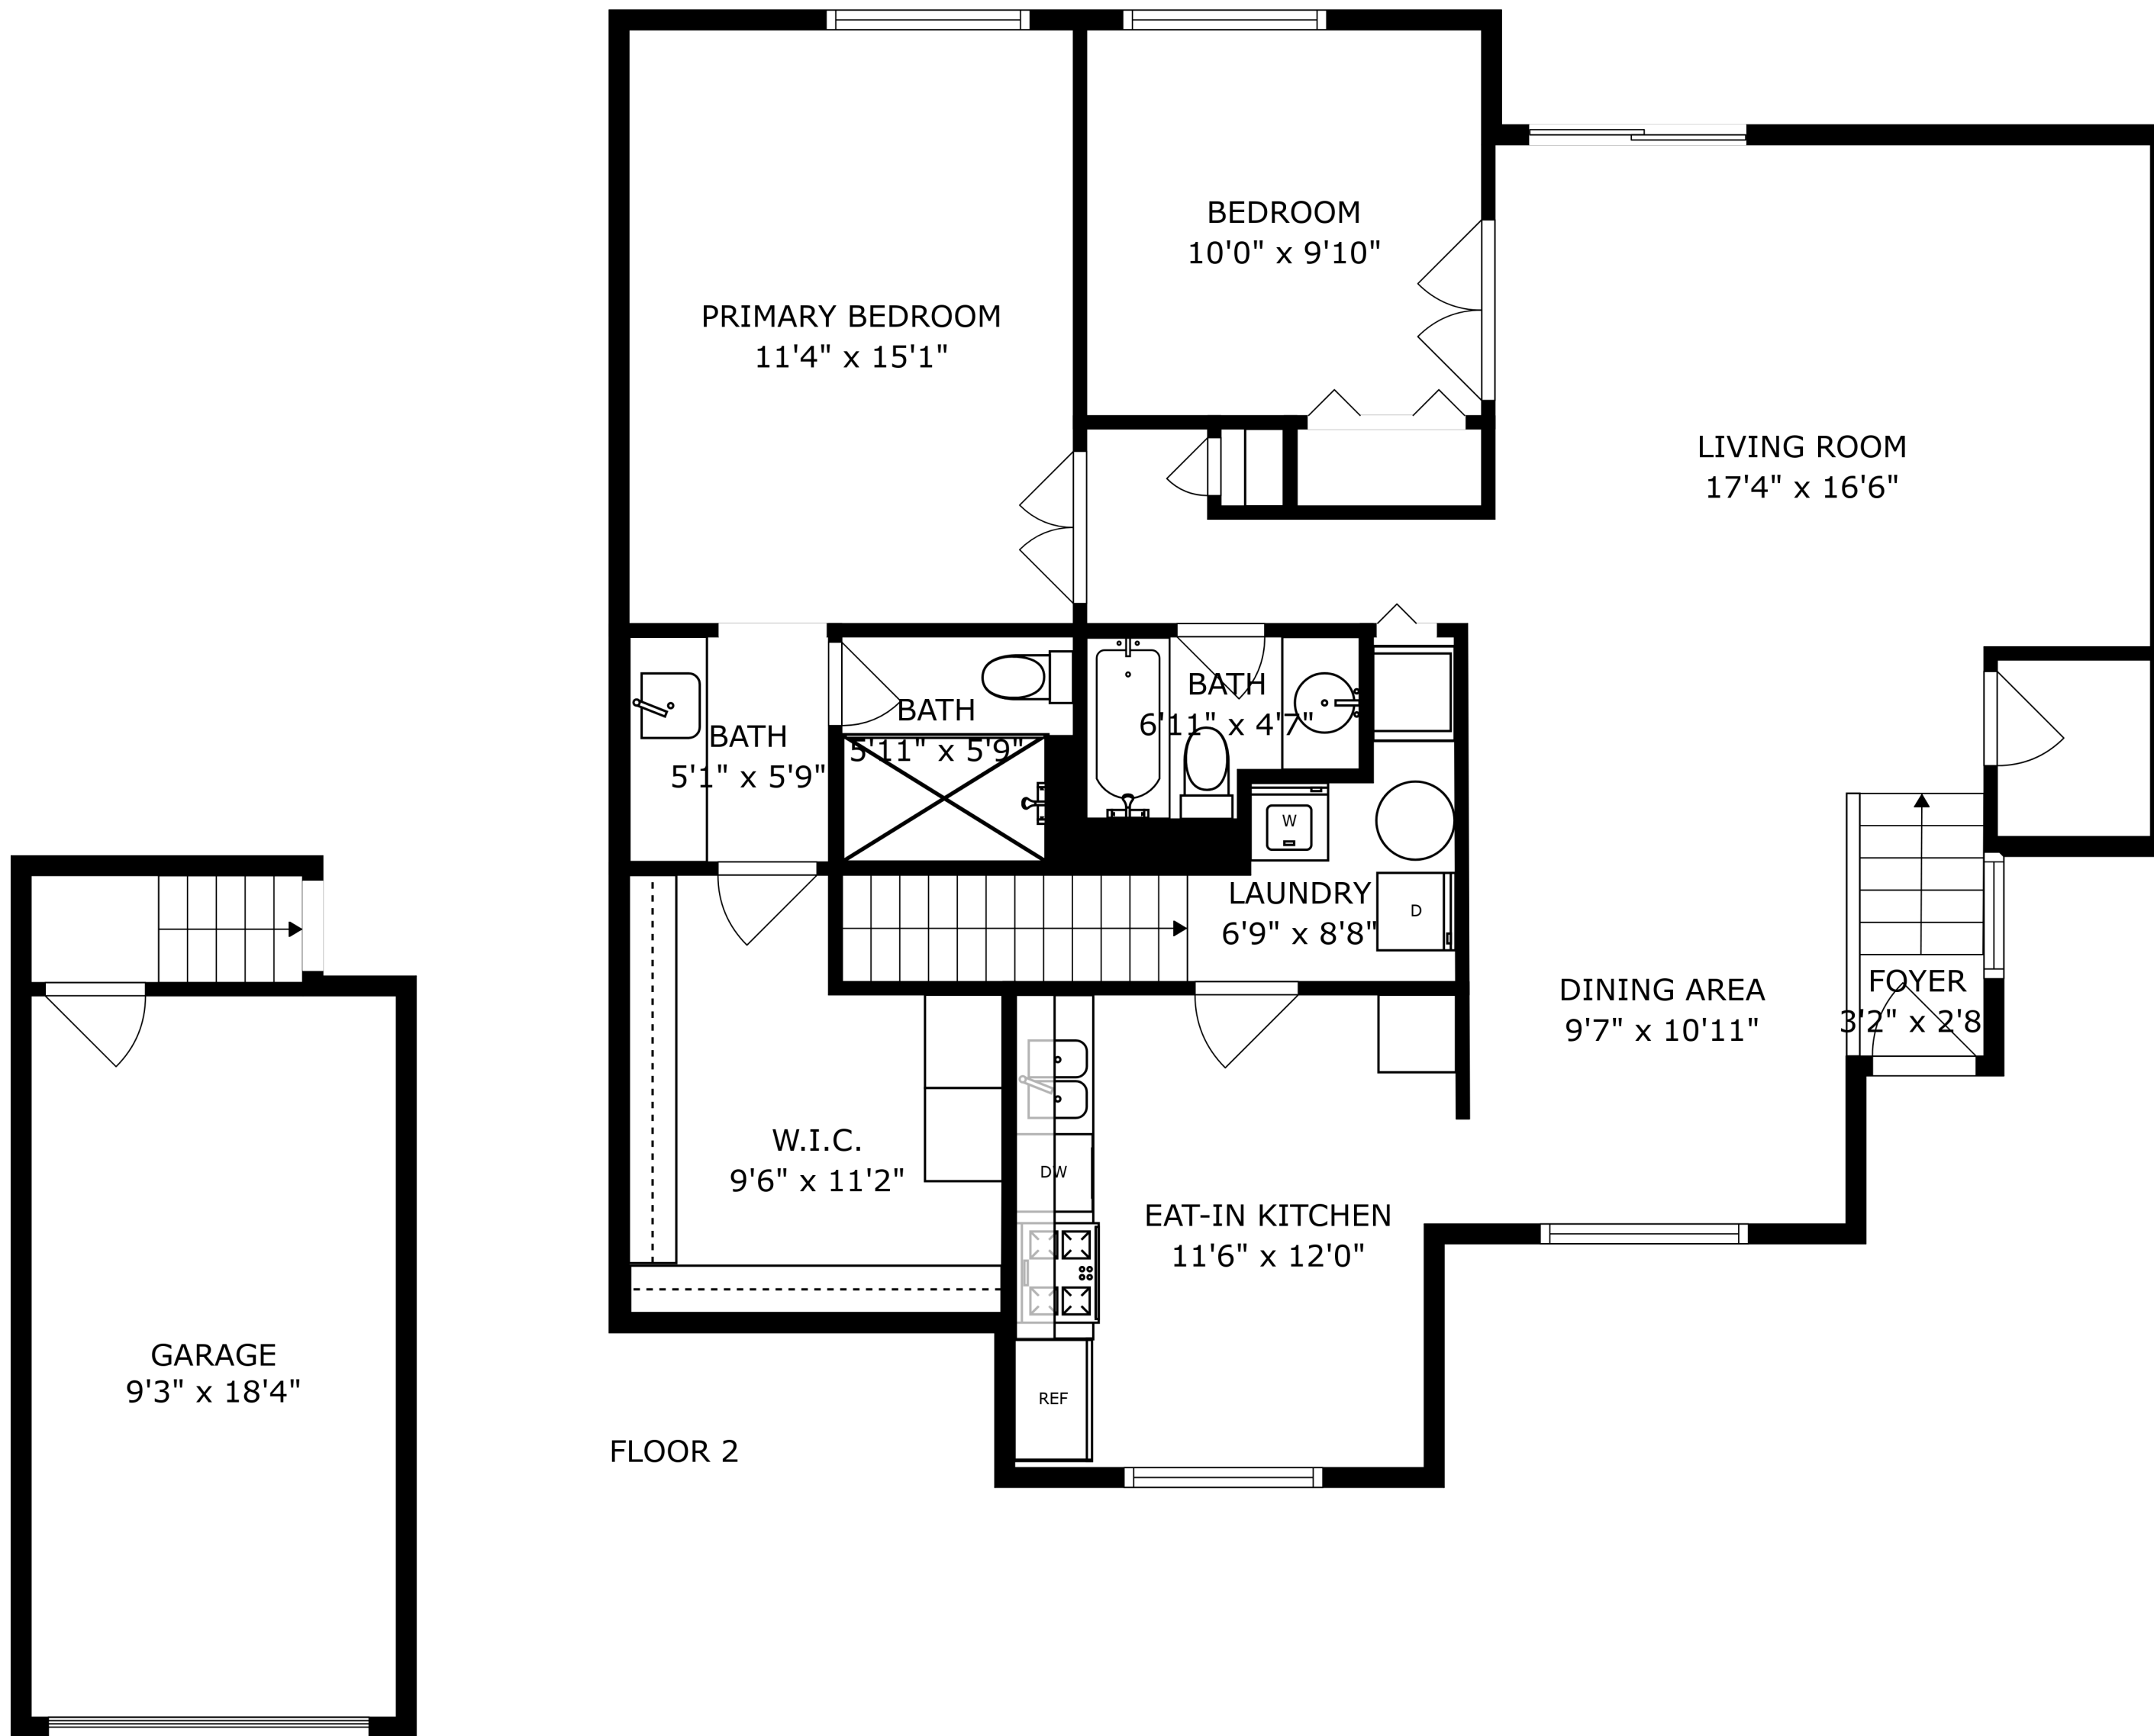 BEDROOM
10'0" x 9'10"
PRIMARY BEDROOM
11'4" x 15'1"
LIVING ROOM
17'4" x 16'6"
BATH
6'11" x 4'7"
BATH
5'11" x 5'9"
BATH
5'1" x 5'9"
W
LAUNDRY
6'9" x 8'8"
D
FOYER
3'2" x 2'8
DINING AREA
9'7" x 10'11"
W.I.C.
9'6" x 11'2"
DW
EAT-IN KITCHEN
11'6" x 12'0"
GARAGE
9'3" x 18'4"
REF
FLOOR 2